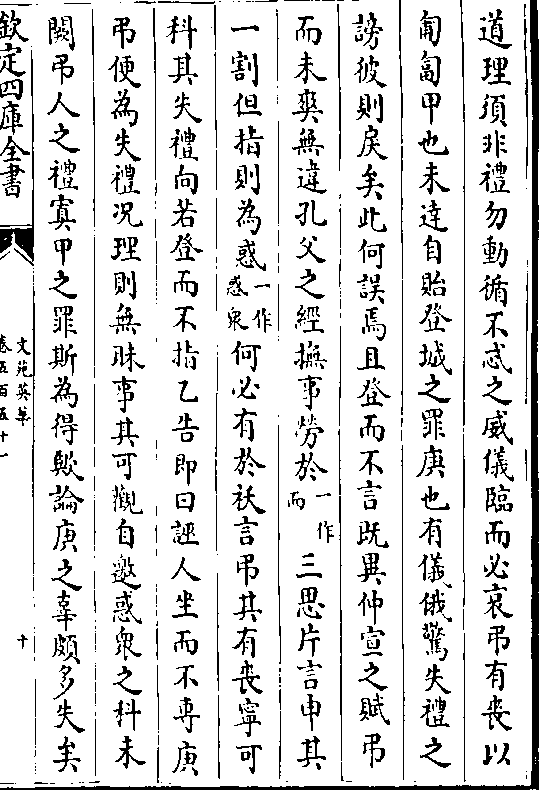 道理須非禮勿動循不忒之威儀臨而必哀弔有喪以
匍匐甲也未達自貽登城之罪庚也有儀俄驚失禮之
謗彼則戾矣此何誤焉且登而不言既異仲宣之賦弔
而未爽無違孔父之經撫事勞於一作而三思片言申其
一割但指則為惑一作惑衆何必有於祅言弔其有喪寧可
科其失禮向若登而不指乙告即曰誣人坐而不專庚
弔便為失禮况理則無昧事其可觀自邀惑衆之科未
闕弔人之禮寘甲之罪斯為得歟論庚之辜頗多失矣
欽定四庫全書
文苑英華
卷五百五十一
十